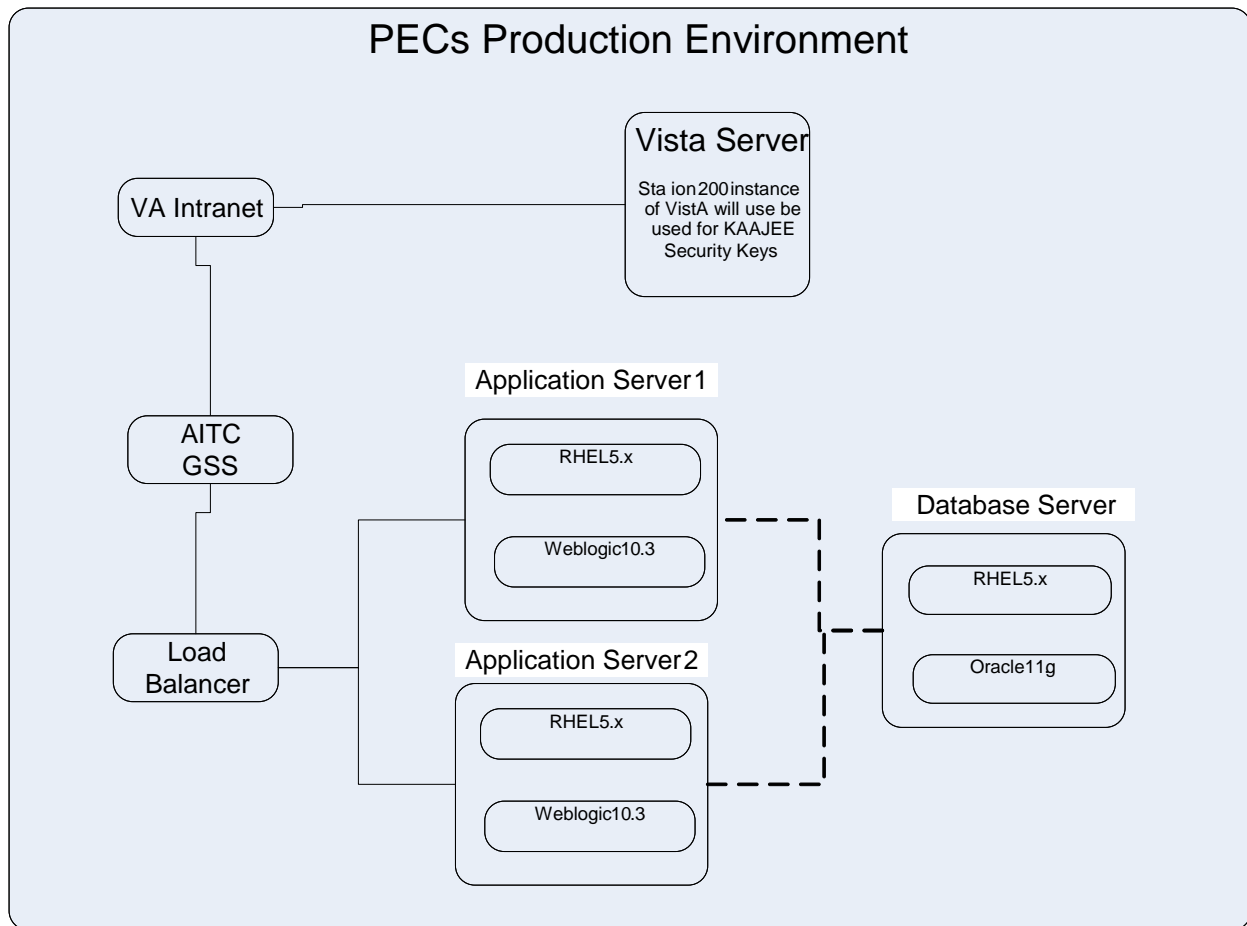 PECs Production Environment
Vista Server
Sta ion200instance
of VistA will use be
used for KAAJEE
Security Keys
VA Intranet
Application Server1
RHEL5.x
Weblogic10.3
AITC
GSS
Database Server
RHEL5.x
Oracle11g
Load
Balancer
Application Server2
RHEL5.x
Weblogic10.3